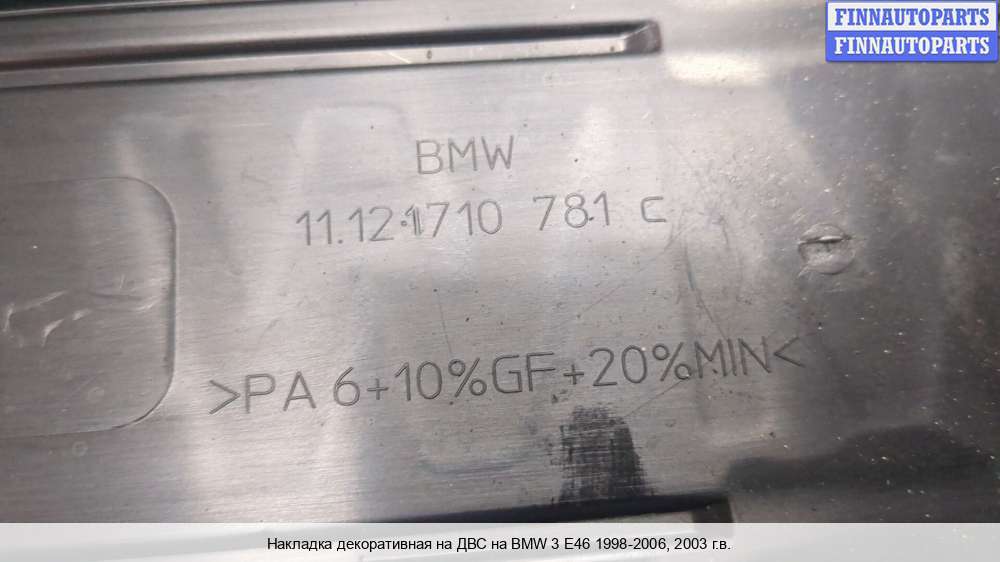 FINNAUTOPARTS
FINNAUTOPARTS
BMW
11.12.1710 781 c
>PA 6+10%GF+20%MIN<
Накладка декоративная на ДВС на BMW 3 E46 1998-2006, 2003 г.в.